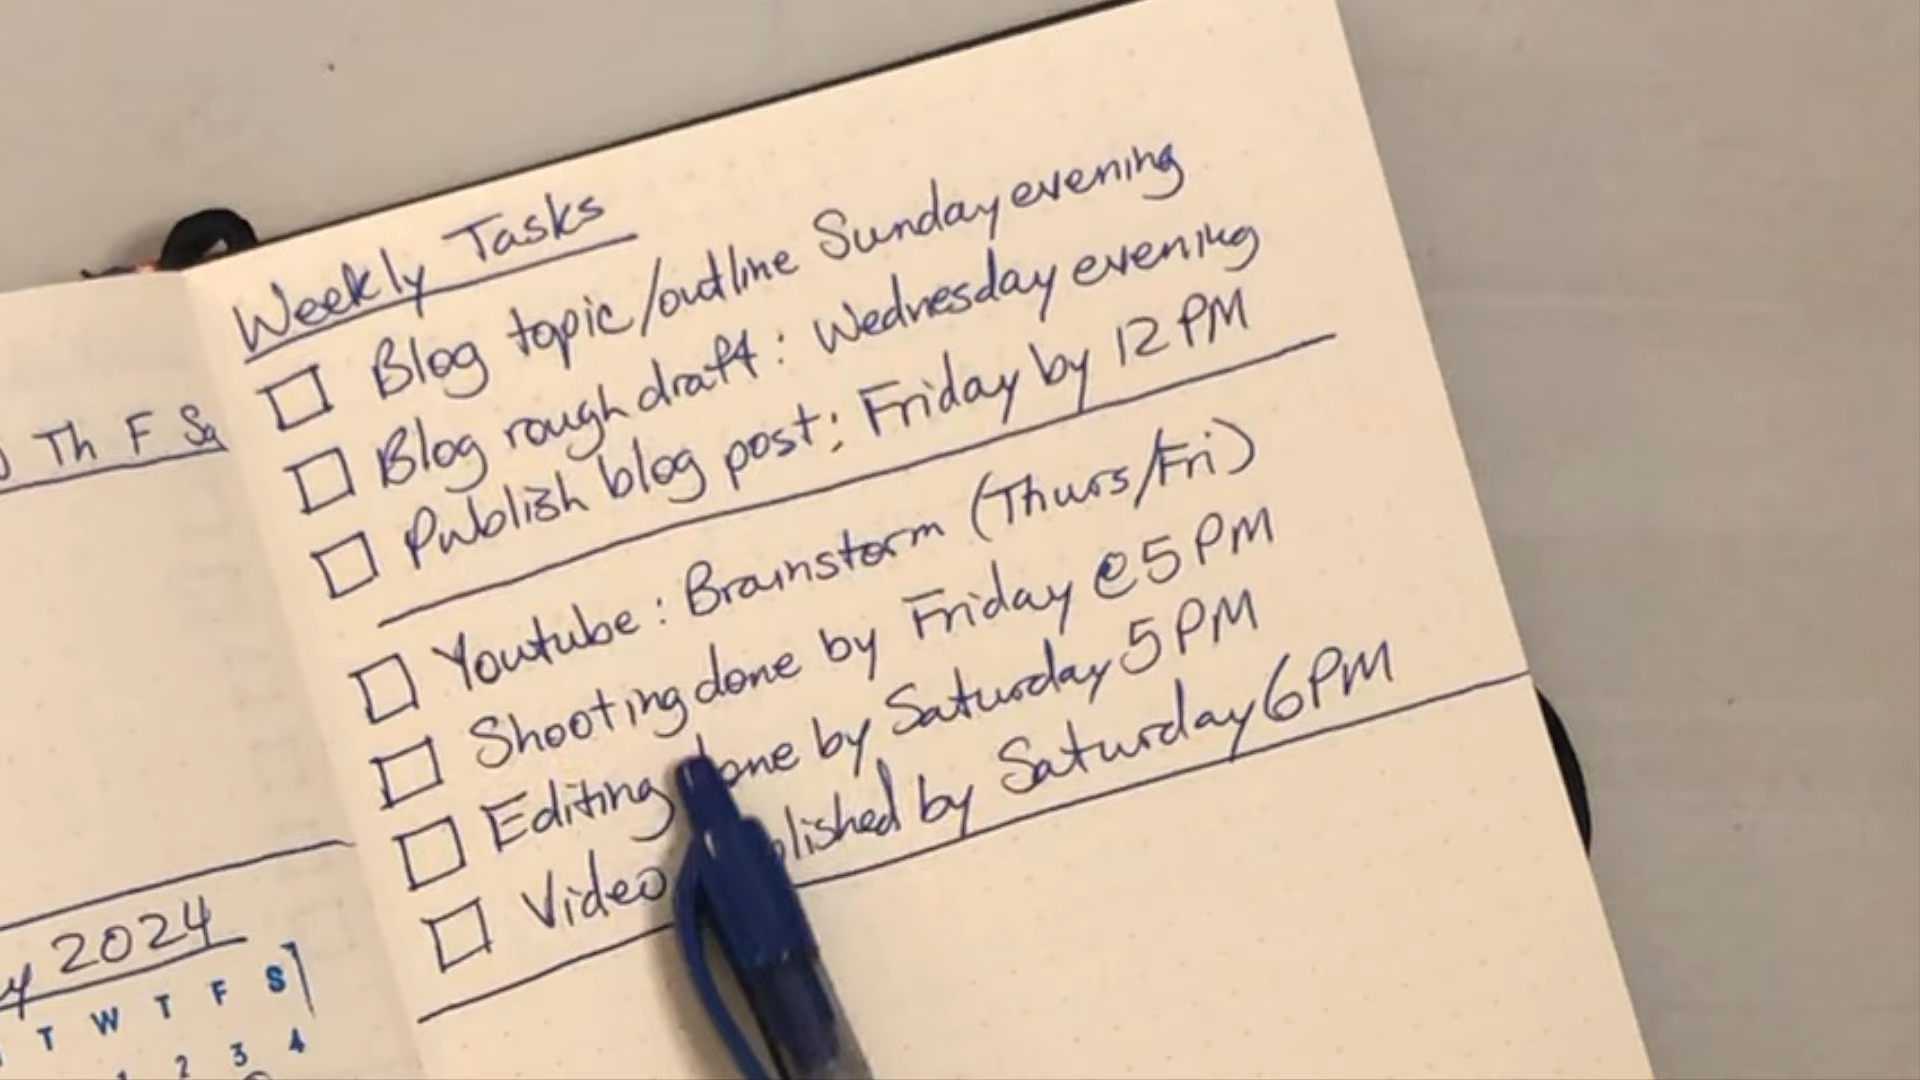 Th F Sa
2024
T W T F S
1 2 3 4
Weekly Tasks
Blog topic/outline Sunday evening
Blog rough draft: Wednesday evening
Publish blog post: Friday by 12 PM
Youtube: Brainstorm (Thurs/Fri)
Shooting done by Friday @ 5 PM
Editing done by Saturday 5 PM
Video by Saturday 6 PM